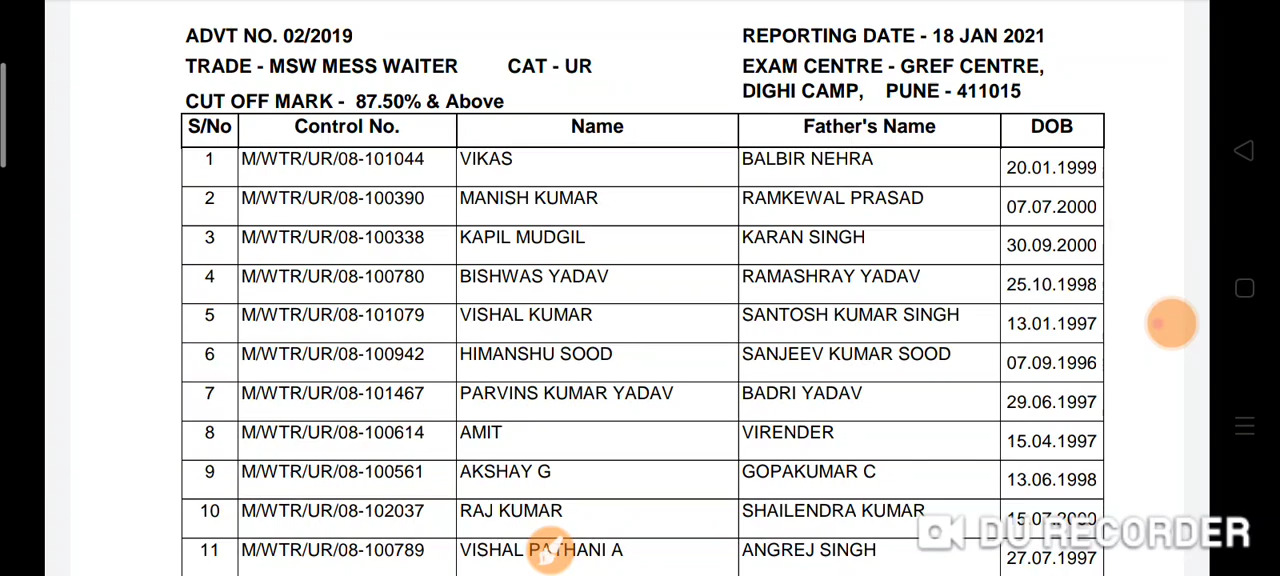 ADVT NO. 02/2019
REPORTING DATE - 18 JAN 2021
TRADE - MSW MESS WAITER CAT - UR
EXAM CENTRE - GREF CENTRE,
DIGHI CAMP, PUNE - 411015
CUT OFF MARK - 87.50% & Above
S/No Control No. Name Father's Name DOB
1 M/WTR/UR/08-101044 VIKAS BALBIR NEHRA 20.01.1999
2 M/WTR/UR/08-100390 MANISH KUMAR RAMKEWAL PRASAD 07.07.2000
3 M/WTR/UR/08-100338 KAPIL MUDGIL KARAN SINGH 30.09.2000
4 M/WTR/UR/08-100780 BISHWAS YADAV RAMASHRAY YADAV 25.10.1998
5 M/WTR/UR/08-101079 VISHAL KUMAR SANTOSH KUMAR SINGH 13.01.1997
6 M/WTR/UR/08-100942 HIMANSHU SOOD SANJEEV KUMAR SOOD 07.09.1996
7 M/WTR/UR/08-101467 PARVINS KUMAR YADAV BADRI YADAV 29.06.1997
8 M/WTR/UR/08-100614 AMIT VIRENDER 15.04.1997
9 M/WTR/UR/08-100561 AKSHAY G GOPAKUMAR C 13.06.1998
10 M/WTR/UR/08-102037 RAJ KUMAR SHAILENDRA KUMAR 15.07.2000
11 M/WTR/UR/08-100789 VISHAL PATHANI A ANGREJ SINGH 27.07.1997
DU RECORDER